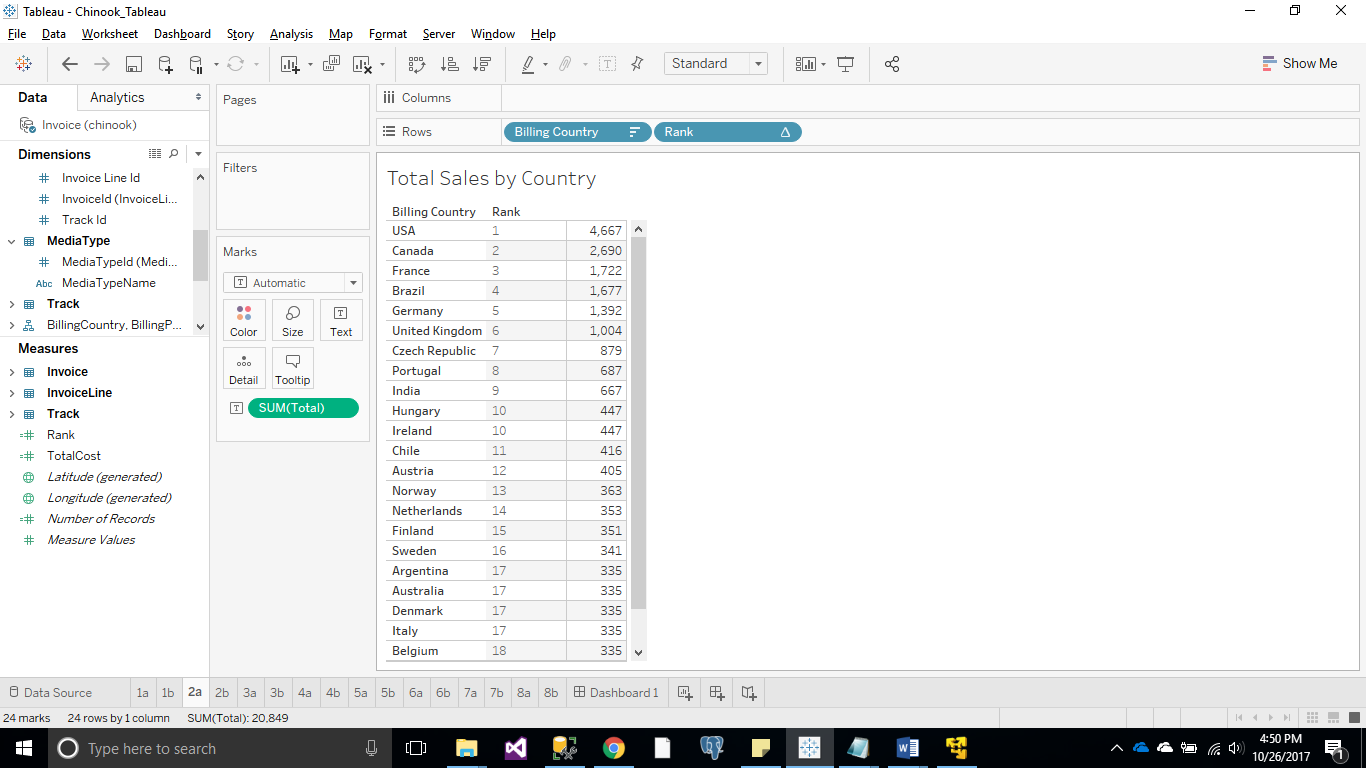 Tableau - Chinook_Tableau
File Data Worksheet Dashboard Story Analysis Map Format Server Window Help
Standard
Show Me
Data Analytics
Invoice (chinook)
Dimensions
Invoice Line Id
InvoiceId (InvoiceLi...
Track Id
MediaType
MediaTypeId (Medi...
Abc MediaTypeName
Track
BillingCountry, BillingP...
Measures
Invoice
InvoiceLine
Track
Rank
TotalCost
Latitude (generated)
Longitude (generated)
Number of Records
Measure Values
Pages
Filters
Marks
T Automatic
Color Size Text
Detail Tooltip
T SUM(Total)
Columns
Rows Billing Country Rank
Total Sales by Country
Billing Country Rank
USA 1 4,667
Canada 2 2,690
France 3 1,722
Brazil 4 1,677
Germany 5 1,392
United Kingdom 6 1,004
Czech Republic 7 879
Portugal 8 687
India 9 667
Hungary 10 447
Ireland 10 447
Chile 11 416
Austria 12 405
Norway 13 363
Netherlands 14 353
Finland 15 351
Sweden 16 341
Argentina 17 335
Australia 17 335
Denmark 17 335
Italy 17 335
Belgium 18 335
Data Source 1a 1b 2a 2b 3a 3b 4a 4b 5a 5b 6a 6b 7a 7b 8a 8b Dashboard 1
24 marks 24 rows by 1 column SUM(Total): 20,849
Type here to search
4:50 PM
10/26/2017
1